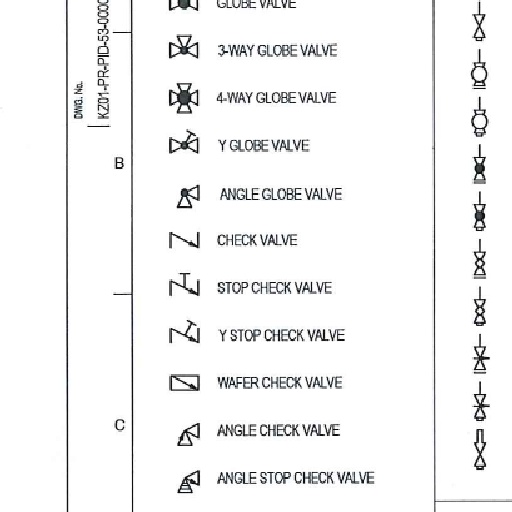 DWG. No.
KZ01-PR-PID-53-000
B
C
GLOBE VALVE
3-WAY GLOBE VALVE
4-WAY GLOBE VALVE
Y GLOBE VALVE
ANGLE GLOBE VALVE
CHECK VALVE
STOP CHECK VALVE
Y STOP CHECK VALVE
WAFER CHECK VALVE
ANGLE CHECK VALVE
ANGLE STOP CHECK VALVE